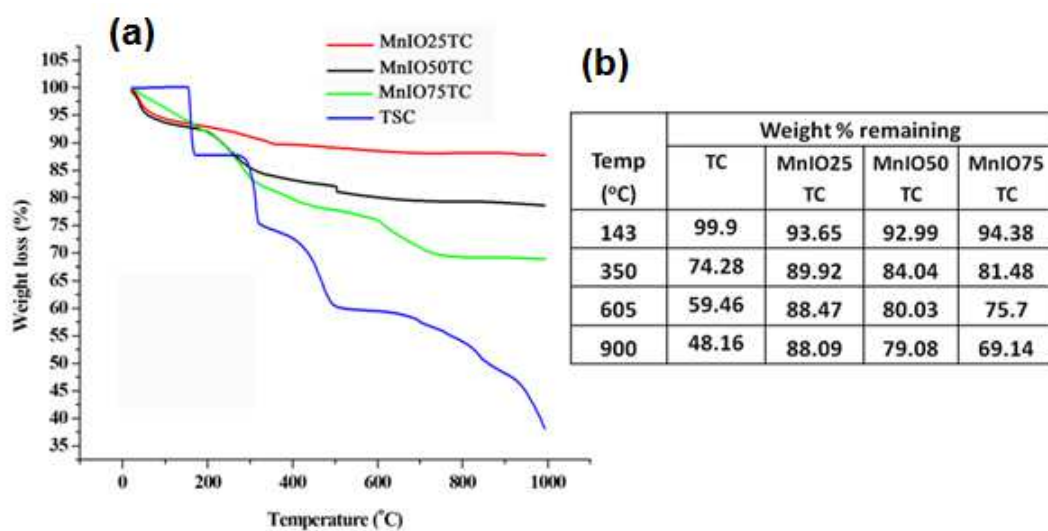 (a)
MnIO25TC
MnIO50TC
MnIO75TC
TSC
105
100
95
90
85
80
75
70
65
60
55
50
45
40
35
Weight loss (%)
0
200
400
600
800
1000
Temperature (°C)
(b)
Weight % remaining
Temp (°C) TC MnIO25 TC MnIO50 TC MnIO75 TC
143 99.9 93.65 92.99 94.38
350 74.28 89.92 84.04 81.48
605 59.46 88.47 80.03 75.7
900 48.16 88.09 79.08 69.14